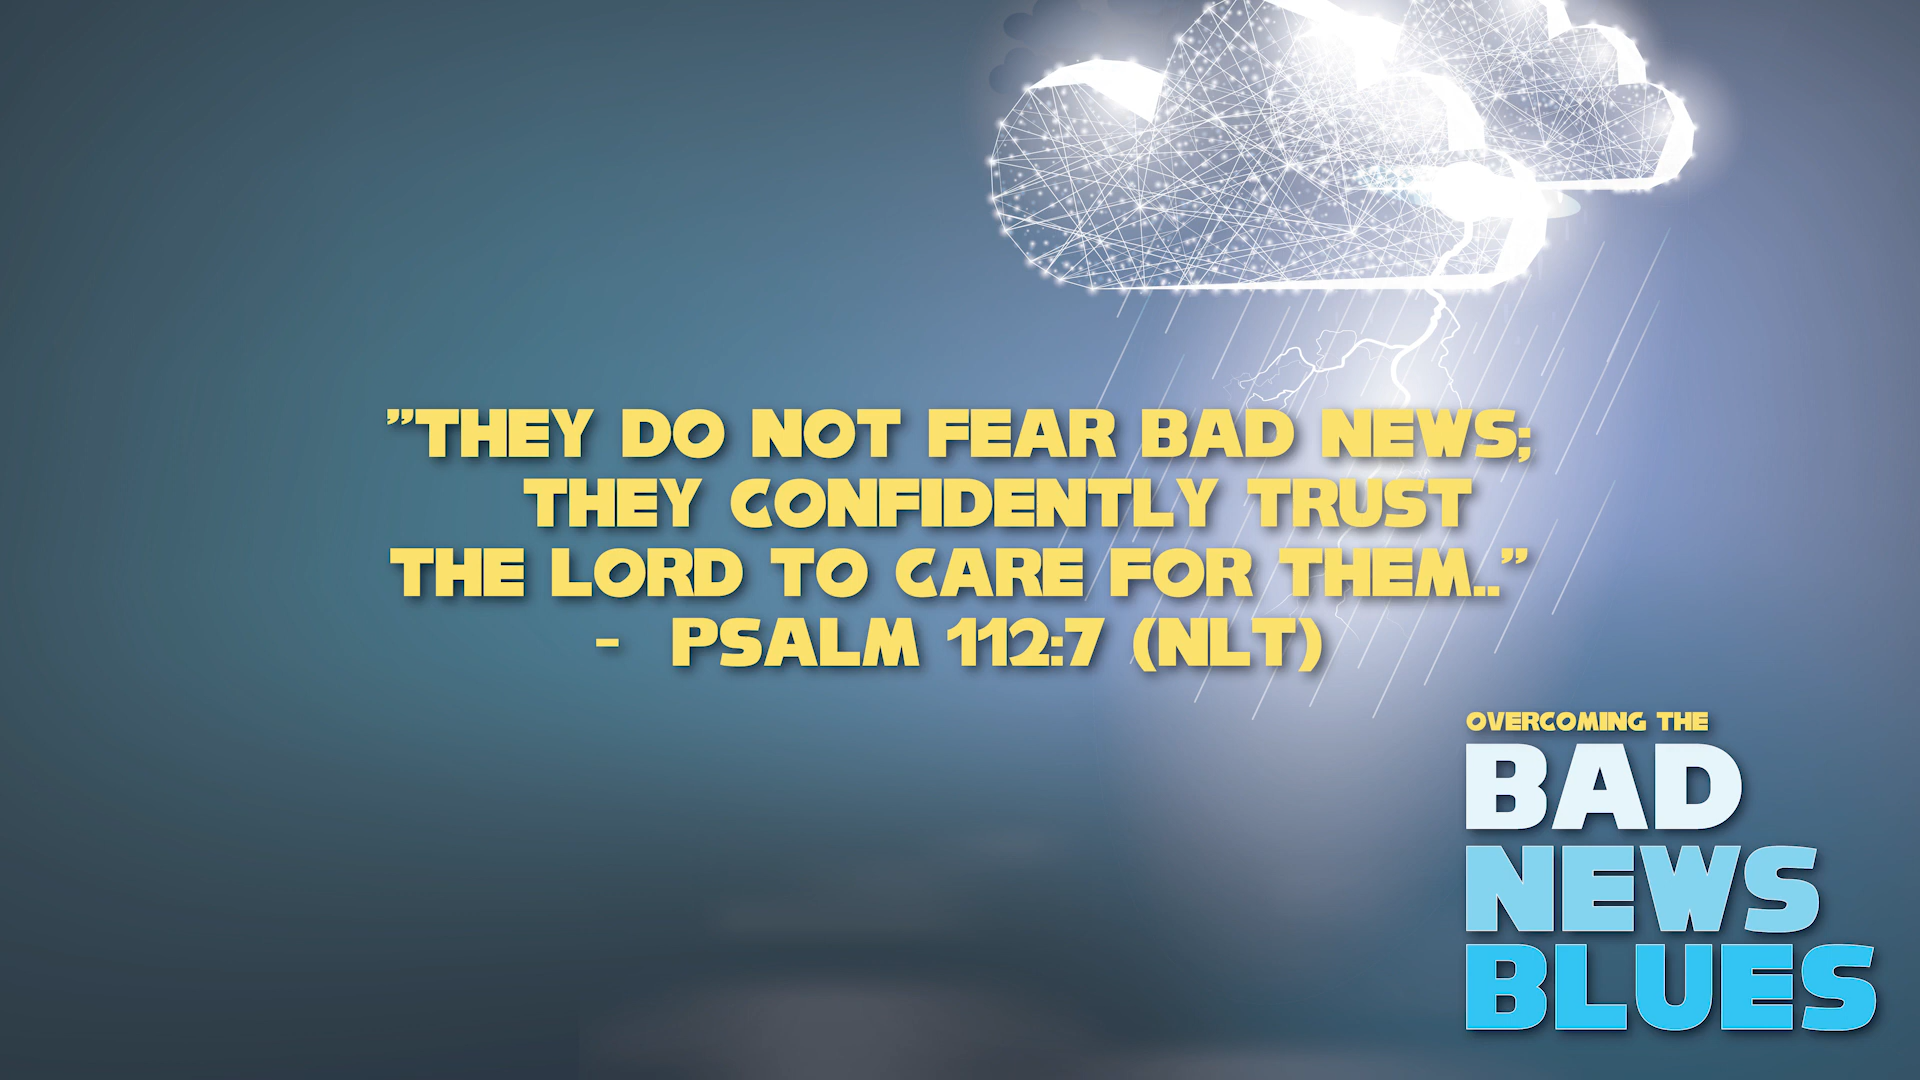 ”THEY DO NOT FEAR BAD NEWS;
THEY CONFIDENTLY TRUST
THE LORD TO CARE FOR THEM..”
- PSALM 112:7 (NLT)
OVERCOMING THE
BAD
NEWS
BLUES